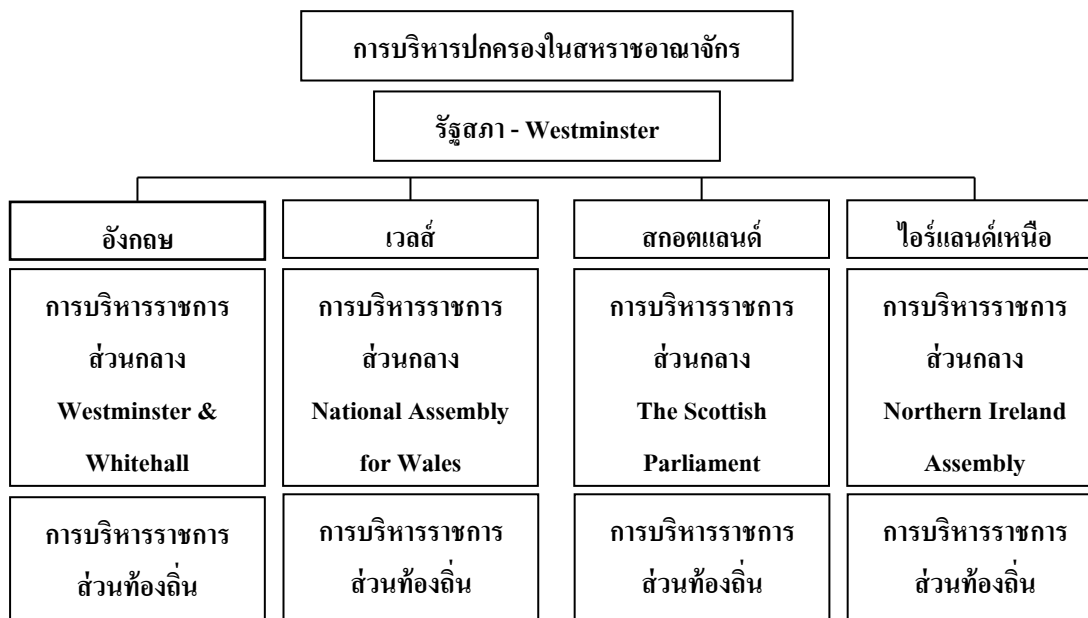 การบริหารปกครองในสหราชอาณาจักร
รัฐสภา - Westminster
อังกฤษ
เวลส์
สกอตแลนด์
ไอร์แลนด์เหนือ
การบริหารราชการ
ส่วนกลาง
Westminster &
Whitehall
การบริหารราชการ
ส่วนกลาง
National Assembly
for Wales
การบริหารราชการ
ส่วนกลาง
The Scottish
Parliament
การบริหารราชการ
ส่วนกลาง
Northern Ireland
Assembly
การบริหารราชการ
ส่วนท้องถิ่น
การบริหารราชการ
ส่วนท้องถิ่น
การบริหารราชการ
ส่วนท้องถิ่น
การบริหารราชการ
ส่วนท้องถิ่น